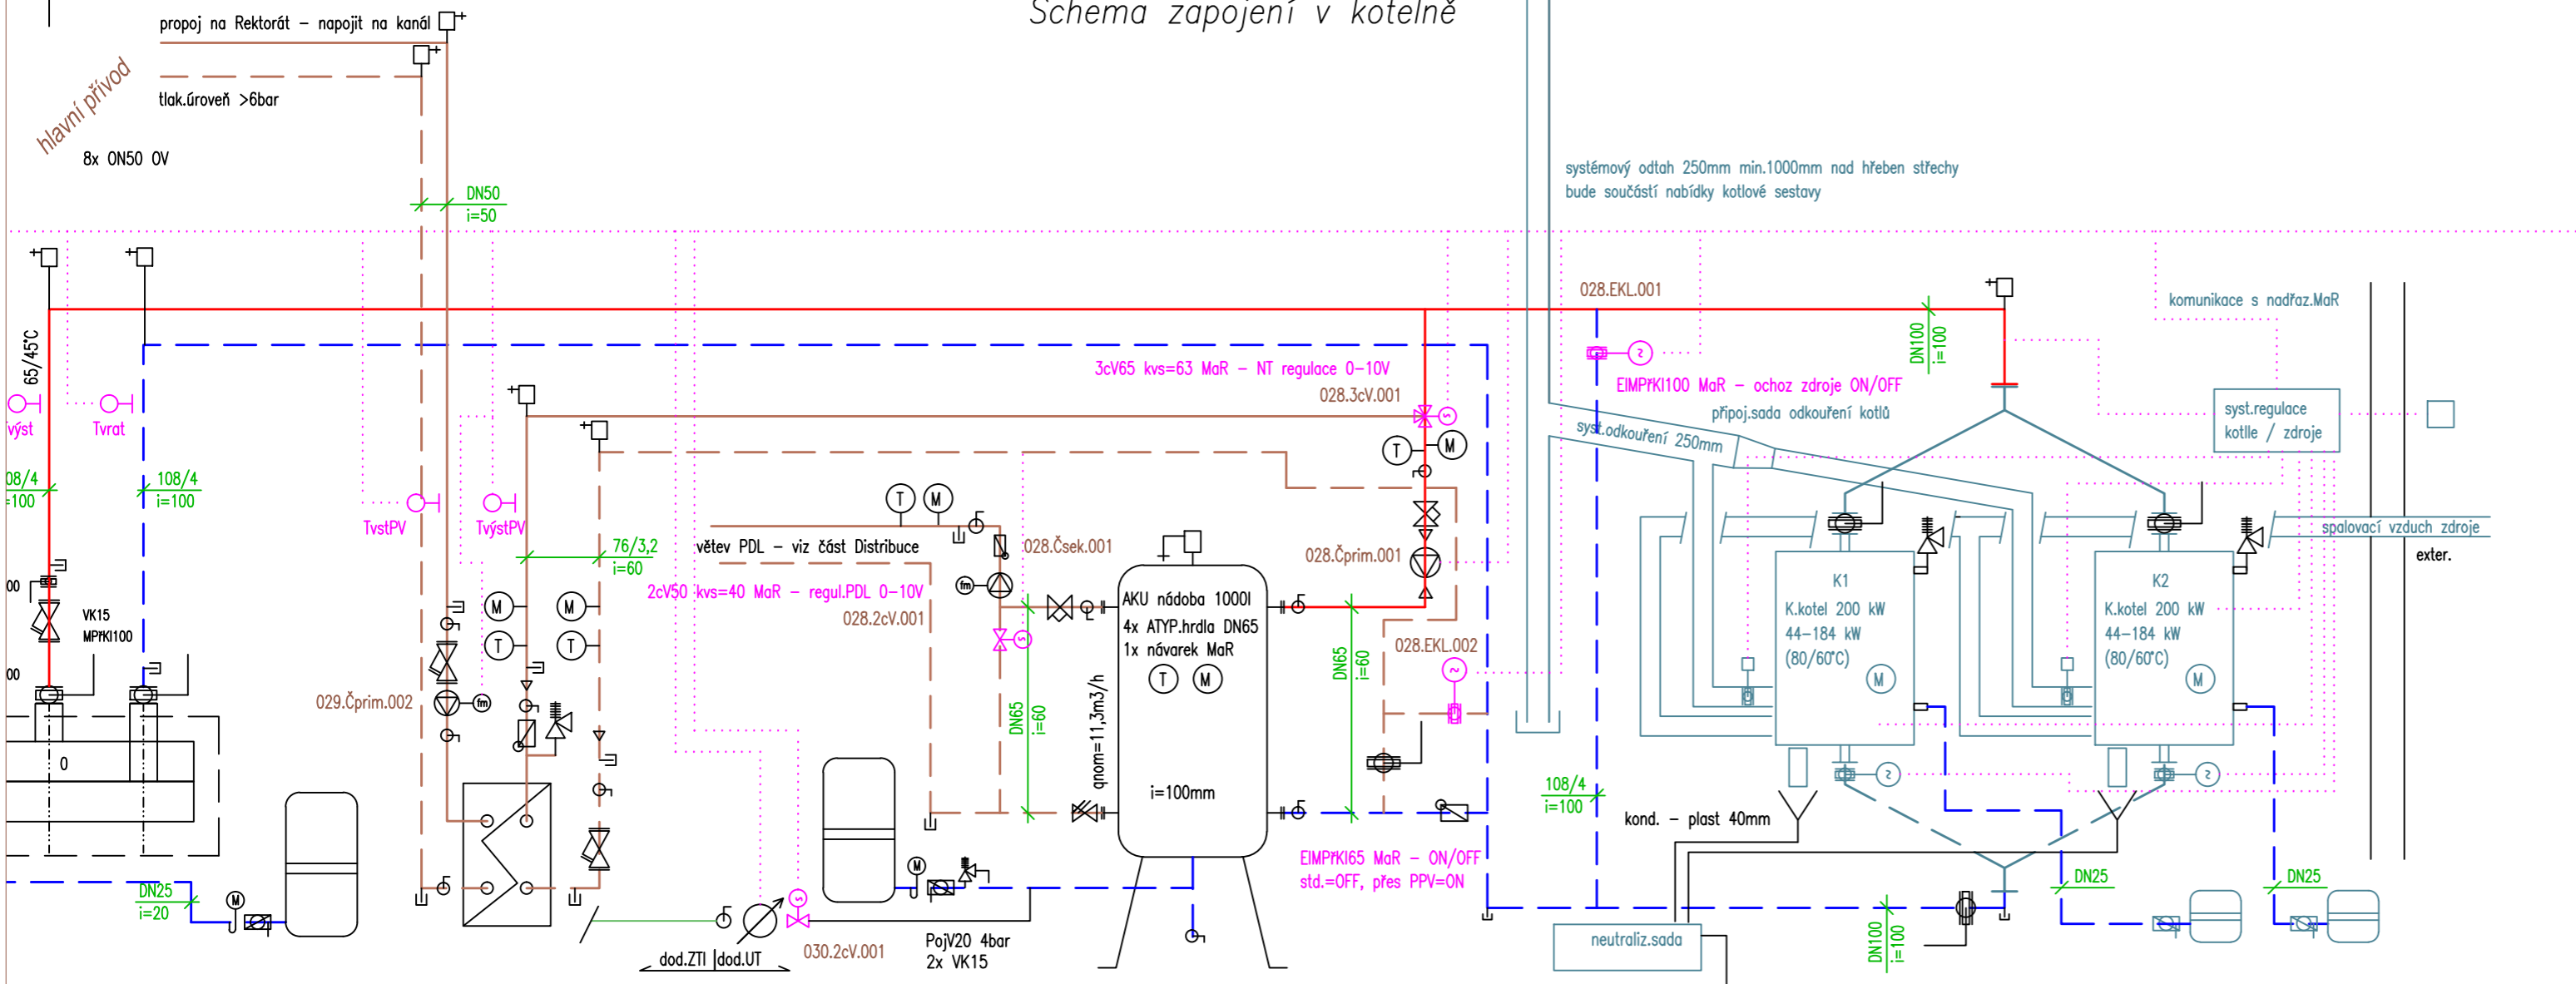 Schema zapojení v kotelně
propoj na Rektorát – napojit na kanál
hlavní přívod
tlak.úroveň >6bar
8x ON50 OV
DN50
i=50
systémový odtah 250mm min.1000mm nad hřeben střechy
bude součástí nabídky kotlové sestavy
028.EKL.001
komunikace s nadřaz.MaR
65/45°C
DN100
i=100
3cV65 kvs=63 MaR – NT regulace 0-10V
028.3cV.001
EIMPřKl100 MaR – ochoz zdroje ON/OFF
připoj.sada odkouření kotlů
syst.odkouření 250mm
syst.regulace
kotlle / zdroje
výst
Tvrat
08/4
=100
108/4
i=100
TvstPV
TvýstPV
T
M
T
M
76/3,2
i=60
větev PDL – viz část Distribuce
028.Čsek.001
028.Čprim.001
spalovací vzduch zdroje
exter.
2cV50 kvs=40 MaR – regul.PDL 0-10V
028.2cV.001
fm
00
VK15
MPřKl100
00
M
M
T
T
AKU nádoba 1000l
4x ATYP.hrdla DN65
1x návarek MaR
T
M
i=100mm
qnom=11,3m3/h
DN65
i=60
DN65
i=60
028.EKL.002
K1
K.kotel 200 kW
44-184 kW
(80/60°C)
M
K2
K.kotel 200 kW
44-184 kW
(80/60°C)
M
029.Čprim.002
fm
0
108/4
i=100
kond. – plast 40mm
EIMPřKl65 MaR – ON/OFF
std.=OFF, přes PPV=ON
DN25
i=20
M
M
DN25
DN25
DN100
i=100
neutraliz.sada
PojV20 4bar
2x VK15
030.2cV.001
dod.ZTI
dod.UT